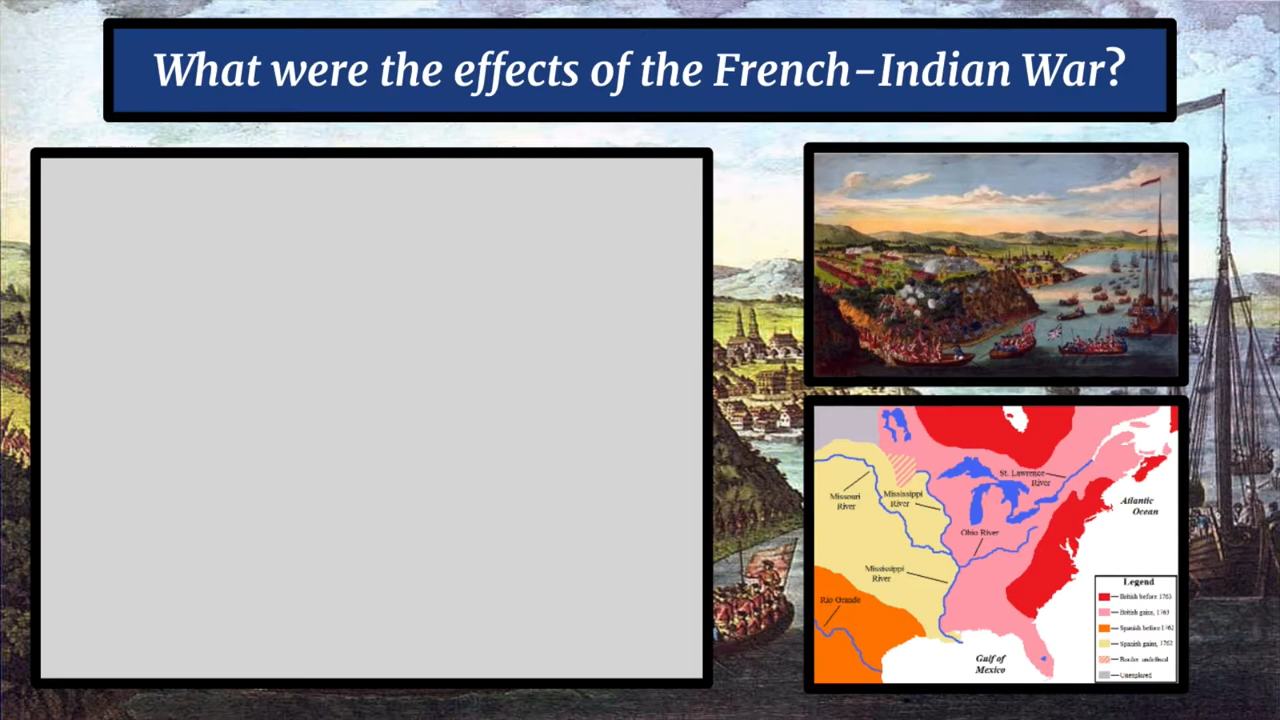 What were the effects of the French-Indian War?
St. Lawrence
River
Missouri
River
Mississippi
River
Atlantic
Ocean
Ohio River
Mississippi
River
Rio Grande
Gulf of
Mexico
Legend
British before 1763
British gains, 1763
Spanish before 1762
Spanish gains, 1762
Border undefined
Unexplored